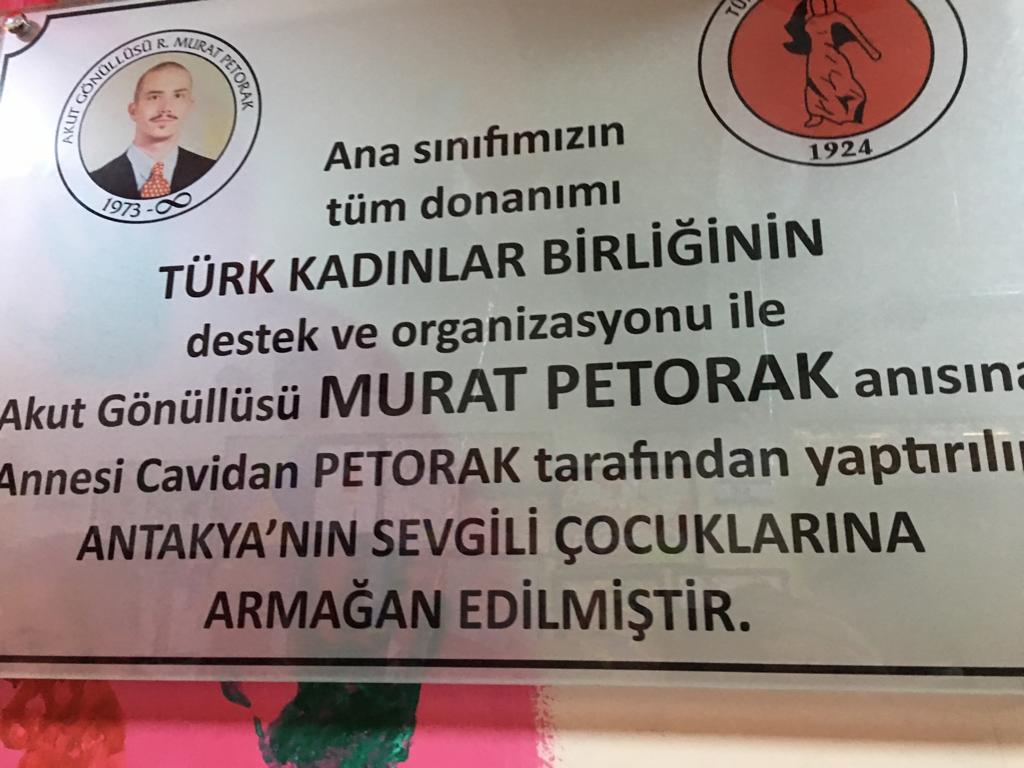 AKUT GÖNÜLLÜSÜ R. MURAT PETORAK
1973 - ∞
1924
Ana sınıfımızın
tüm donanımı
TÜRK KADINLAR BİRLİĞİNİN
destek ve organizasyonu ile
Akut Gönüllüsü MURAT PETORAK anısına
Annesi Cavidan PETORAK tarafından yaptırılı
ANTAKYA'NIN SEVGİLİ ÇOCUKLARINA
ARMAĞAN EDİLMİŞTİR.